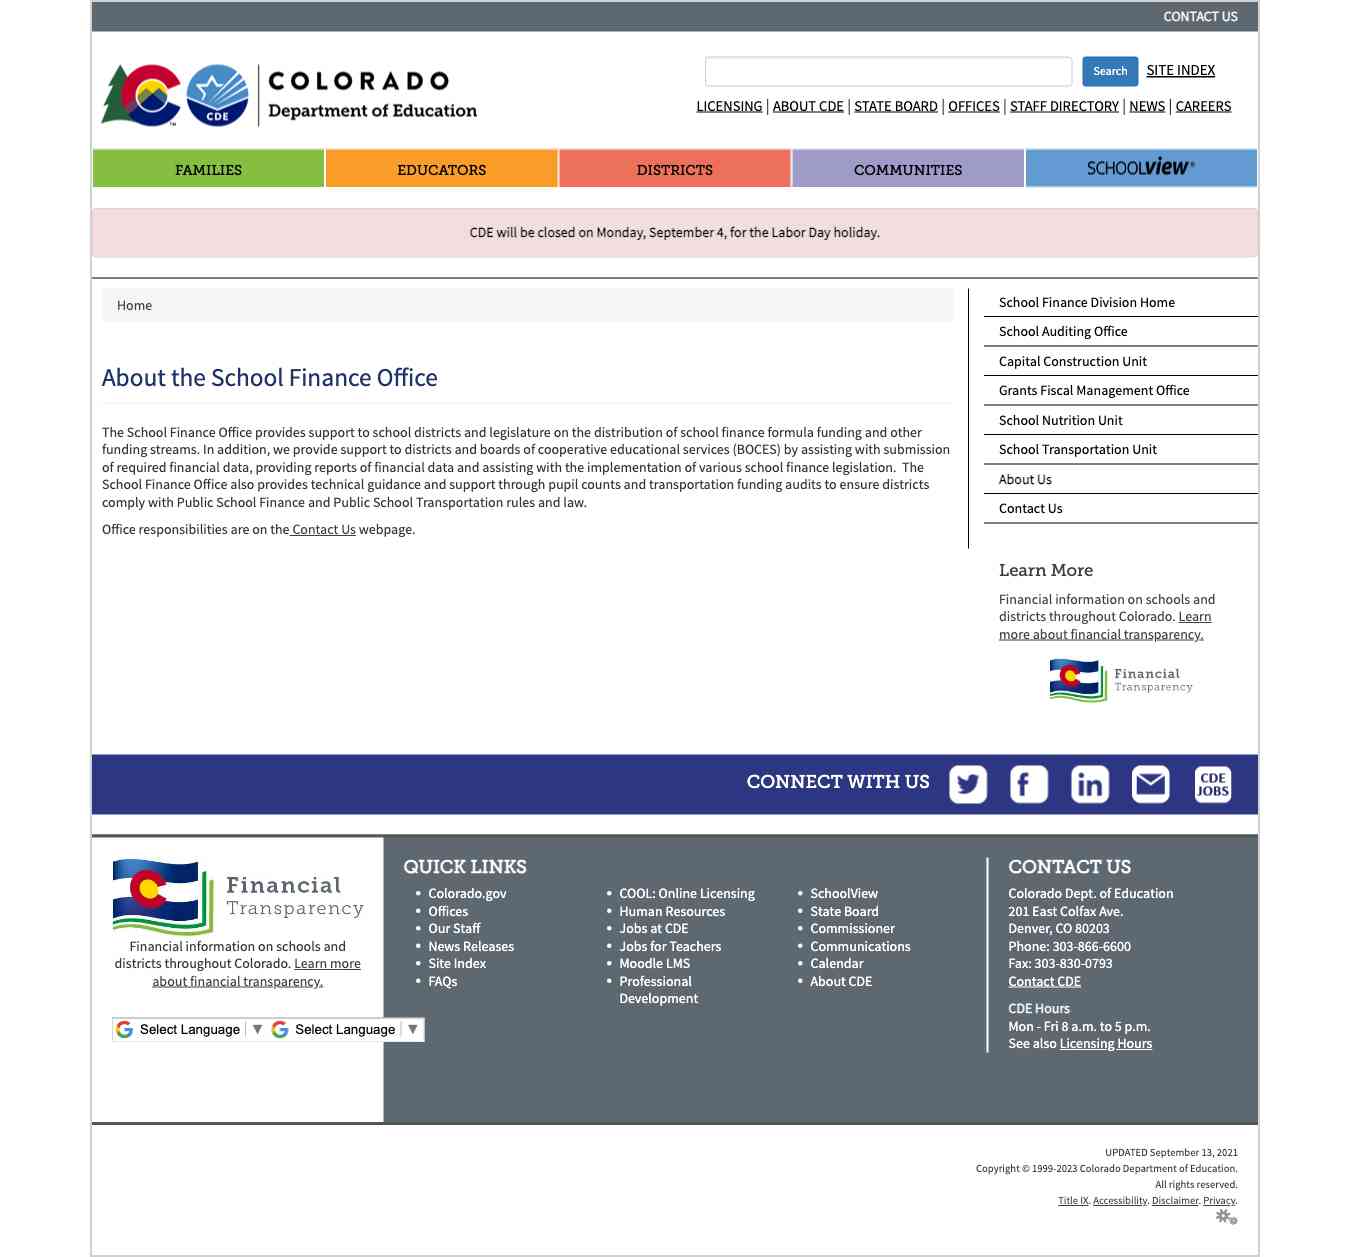 CONTACT US
COLORADO
Department of Education
CDE
TM
Search
SITE INDEX
LICENSING | ABOUT CDE | STATE BOARD | OFFICES | STAFF DIRECTORY | NEWS | CAREERS
FAMILIES
EDUCATORS
DISTRICTS
COMMUNITIES
SCHOOLview®
CDE will be closed on Monday, September 4, for the Labor Day holiday.
Home
About the School Finance Office
The School Finance Office provides support to school districts and legislature on the distribution of school finance formula funding and other
funding streams. In addition, we provide support to districts and boards of cooperative educational services (BOCES) by assisting with submission
of required financial data, providing reports of financial data and assisting with the implementation of various school finance legislation.  The
School Finance Office also provides technical guidance and support through pupil counts and transportation funding audits to ensure districts
comply with Public School Finance and Public School Transportation rules and law.
Office responsibilities are on the Contact Us webpage.
School Finance Division Home
School Auditing Office
Capital Construction Unit
Grants Fiscal Management Office
School Nutrition Unit
School Transportation Unit
About Us
Contact Us
Learn More
Financial information on schools and
districts throughout Colorado. Learn
more about financial transparency.
Financial
Transparency
CONNECT WITH US
CDE
JOBS
Financial
Transparency
Financial information on schools and
districts throughout Colorado. Learn more
about financial transparency.
Select Language ▼
Select Language ▼
QUICK LINKS
• Colorado.gov
• Offices
• Our Staff
• News Releases
• Site Index
• FAQs
• COOL: Online Licensing
• Human Resources
• Jobs at CDE
• Jobs for Teachers
• Moodle LMS
• Professional
Development
• SchoolView
• State Board
• Commissioner
• Communications
• Calendar
• About CDE
CONTACT US
Colorado Dept. of Education
201 East Colfax Ave.
Denver, CO 80203
Phone: 303-866-6600
Fax: 303-830-0793
Contact CDE
CDE Hours
Mon - Fri 8 a.m. to 5 p.m.
See also Licensing Hours
UPDATED September 13, 2021
Copyright © 1999-2023 Colorado Department of Education.
All rights reserved.
Title IX. Accessibility. Disclaimer. Privacy.